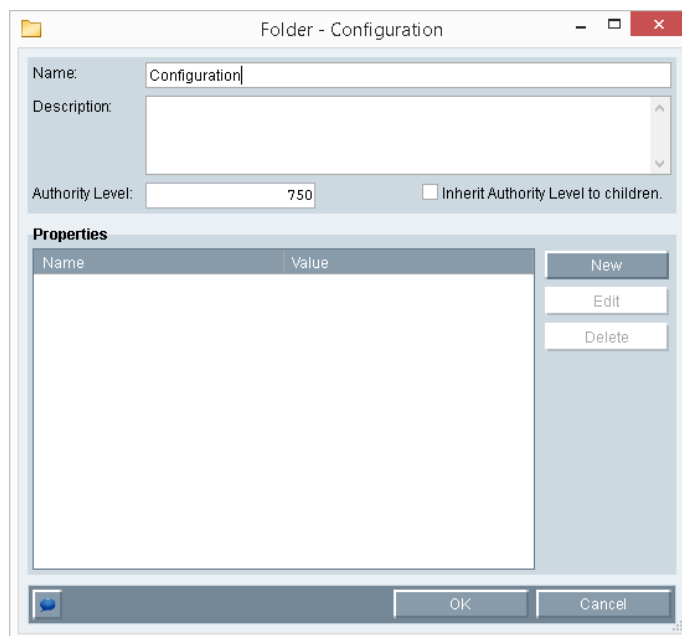 Folder - Configuration
Name: Configuration
Description:
Authority Level: 750 Inherit Authority Level to children.
Properties
Name Value
New
Edit
Delete
OK Cancel